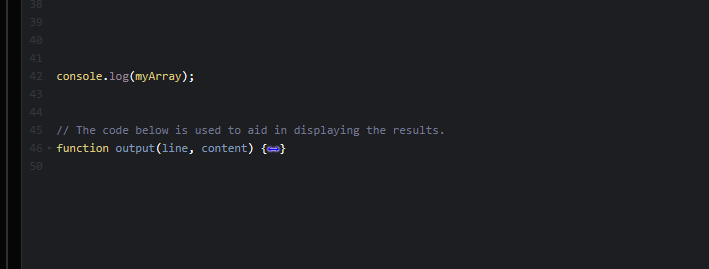 38
39
40
41
42 console.log(myArray);
43
44
45 // The code below is used to aid in displaying the results.
46 function output(line, content) {↔}
50